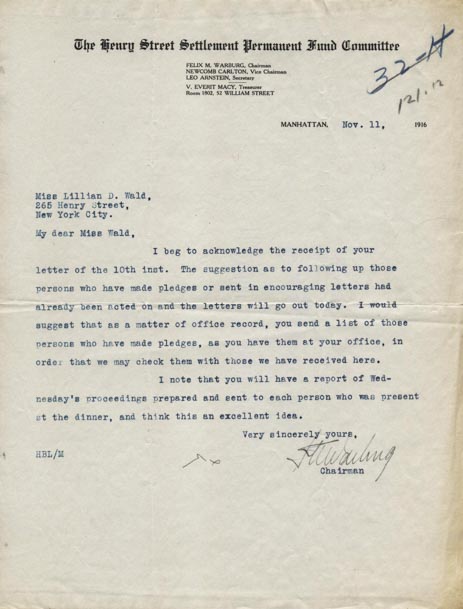 The Henry Street Settlement Permanent Fund Committee
FELIX M. WARBURG, Chairman
NEWCOMB CARLTON, Vice Chairman
LEO ARNSTEIN, Secretary
V. EVERIT MACY, Treasurer
Room 1902, 52 WILLIAM STREET
32-H
121.12
MANHATTAN, Nov. 11, 1916
Miss Lillian D. Wald,
265 Henry Street,
New York City.
My dear Miss Wald,
I beg to acknowledge the receipt of your
letter of the 10th inst. The suggestion as to following up those
persons who have made pledges or sent in encouraging letters had
already been acted on and the letters will go out today. I would
suggest that as a matter of office record, you send a list of those
persons who have made pledges, as you have them at your office, in
order that we may check them with those we have received here.
I note that you will have a report of Wed-
nesday's proceedings prepared and sent to each person who was present
at the dinner, and think this an excellent idea.
Very sincerely yours,
HBL/M
Warburg
Chairman